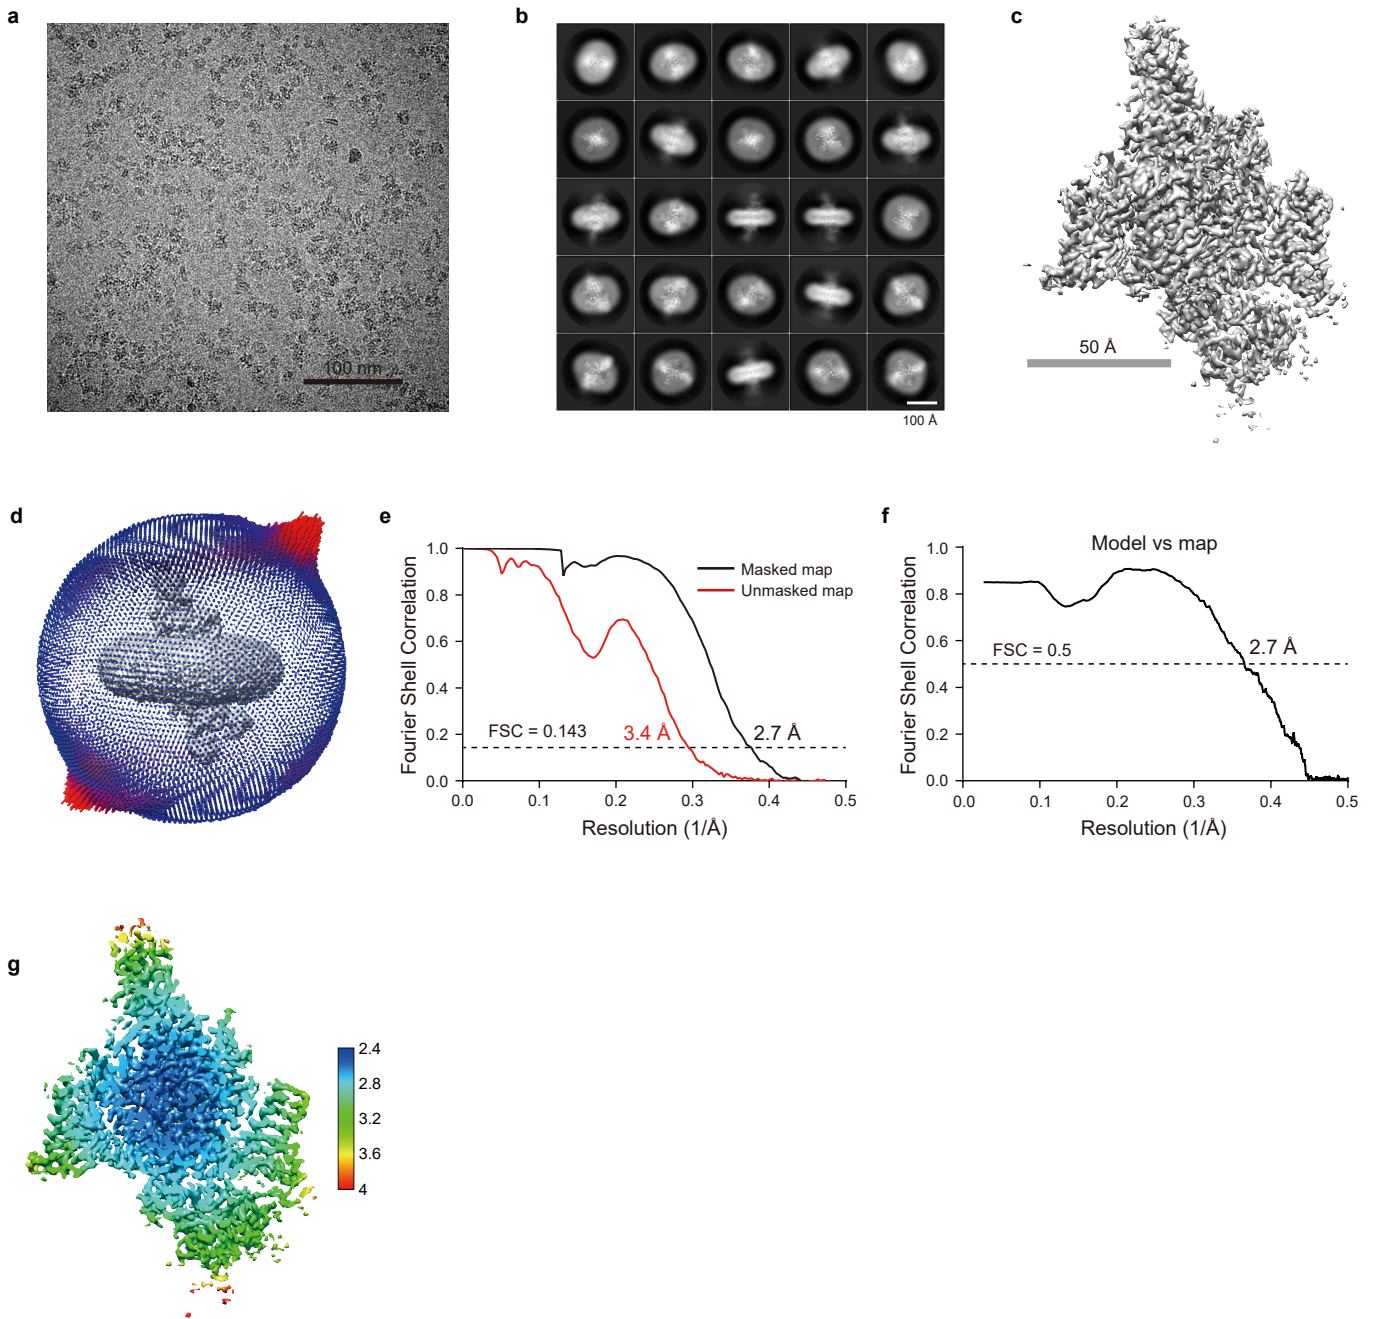 a
b
c
100 nm
100 Å
50 Å
d
e
f
1.0
0.8
0.6
0.4
0.2
0.0
Fourier Shell Correlation
Masked map
Unmasked map
FSC = 0.143
3.4 Å
2.7 Å
0.0 0.1 0.2 0.3 0.4 0.5
Resolution (1/Å)
Model vs map
1.0
0.8
0.6
0.4
0.2
0.0
Fourier Shell Correlation
FSC = 0.5
2.7 Å
0.0 0.1 0.2 0.3 0.4 0.5
Resolution (1/Å)
g
2.4
2.8
3.2
3.6
4